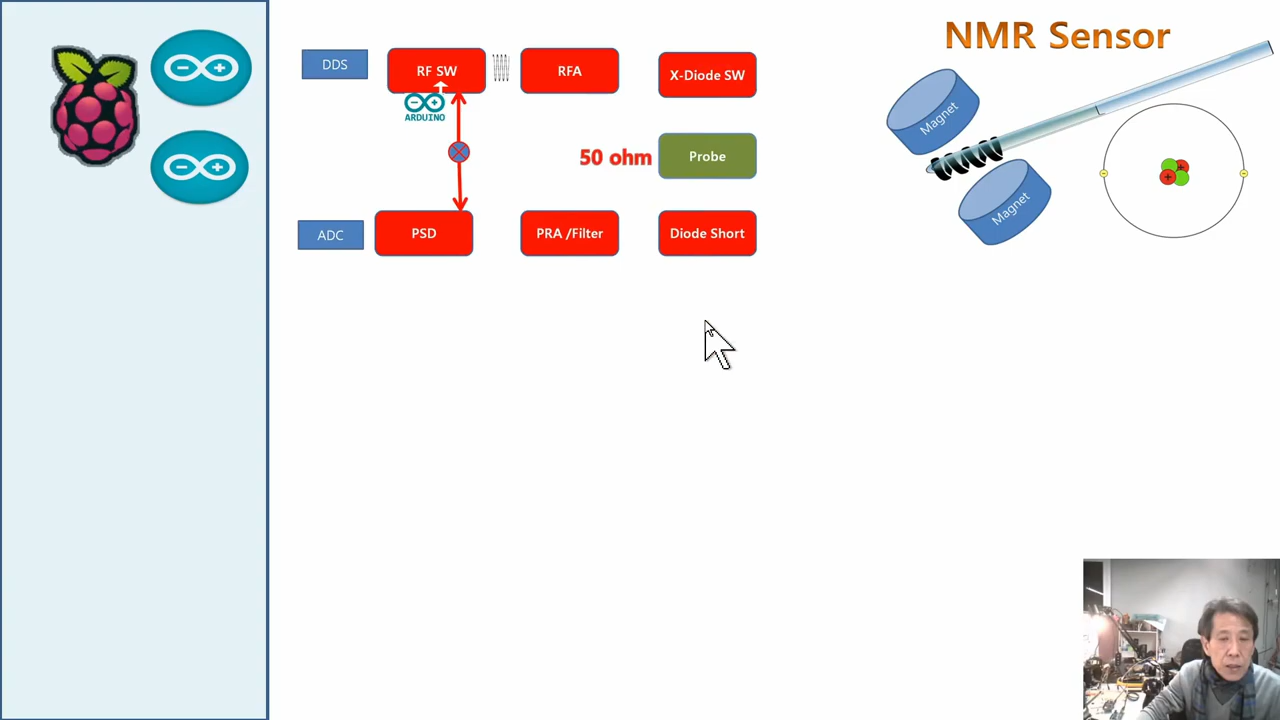 NMR Sensor
DDS
RF SW
RFA
X-Diode SW
ARDUINO
50 ohm
Probe
ADC
PSD
PRA /Filter
Diode Short
Magnet
Magnet